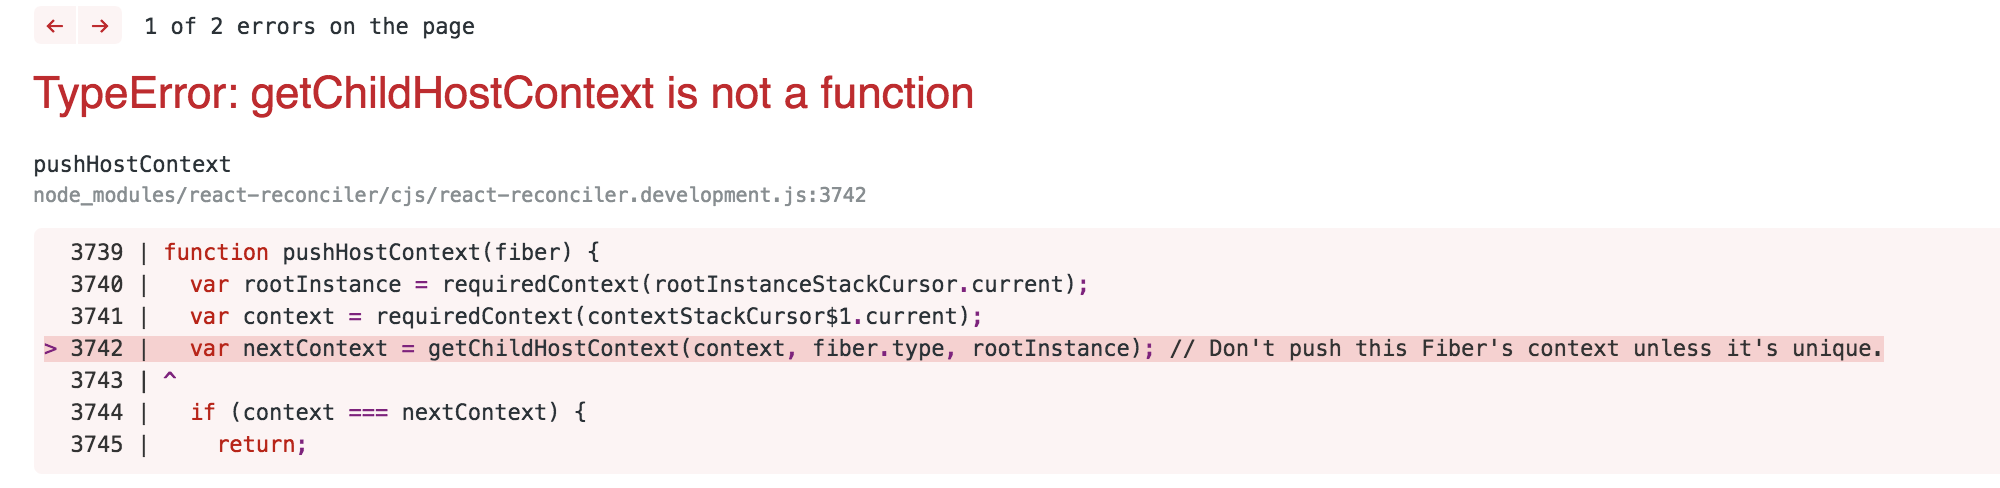 ← → 1 of 2 errors on the page
TypeError: getChildHostContext is not a function
pushHostContext
node_modules/react-reconciler/cjs/react-reconciler.development.js:3742
  3739 | function pushHostContext(fiber) {
  3740 |   var rootInstance = requiredContext(rootInstanceStackCursor.current);
  3741 |   var context = requiredContext(contextStackCursor$1.current);
> 3742 |   var nextContext = getChildHostContext(context, fiber.type, rootInstance); // Don't push this Fiber's context unless it's unique.
  3743 | ^
  3744 |   if (context === nextContext) {
  3745 |     return;